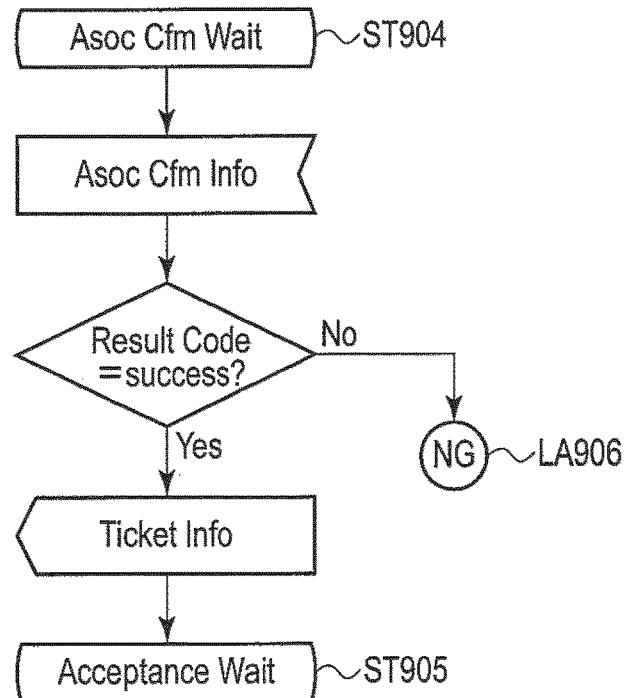 Asoc Cfm Wait
ST904
Asoc Cfm Info
Result Code
=success?
No
Yes
NG
LA906
Ticket Info
Acceptance Wait
ST905